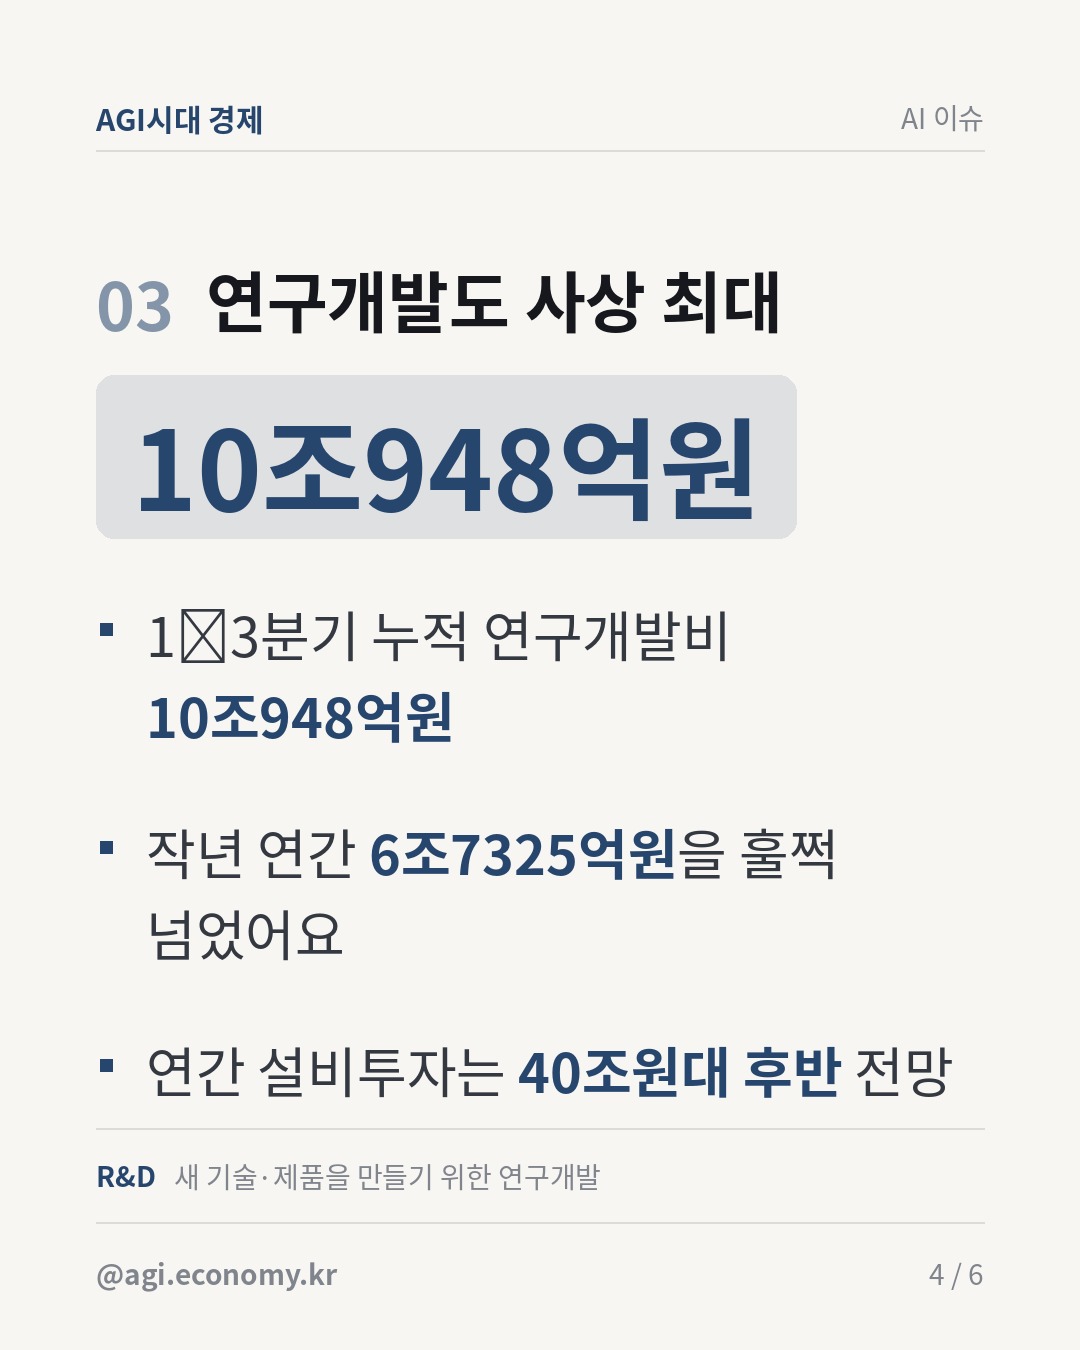 AGI시대 경제
AI 이슈
03 연구개발도 사상 최대
10조948억원
1☒3분기 누적 연구개발비
10조948억원
작년 연간 6조7325억원을 훌쩍
넘었어요
연간 설비투자는 40조원대 후반 전망
R&D 새 기술·제품을 만들기 위한 연구개발
@agi.economy.kr
4 / 6